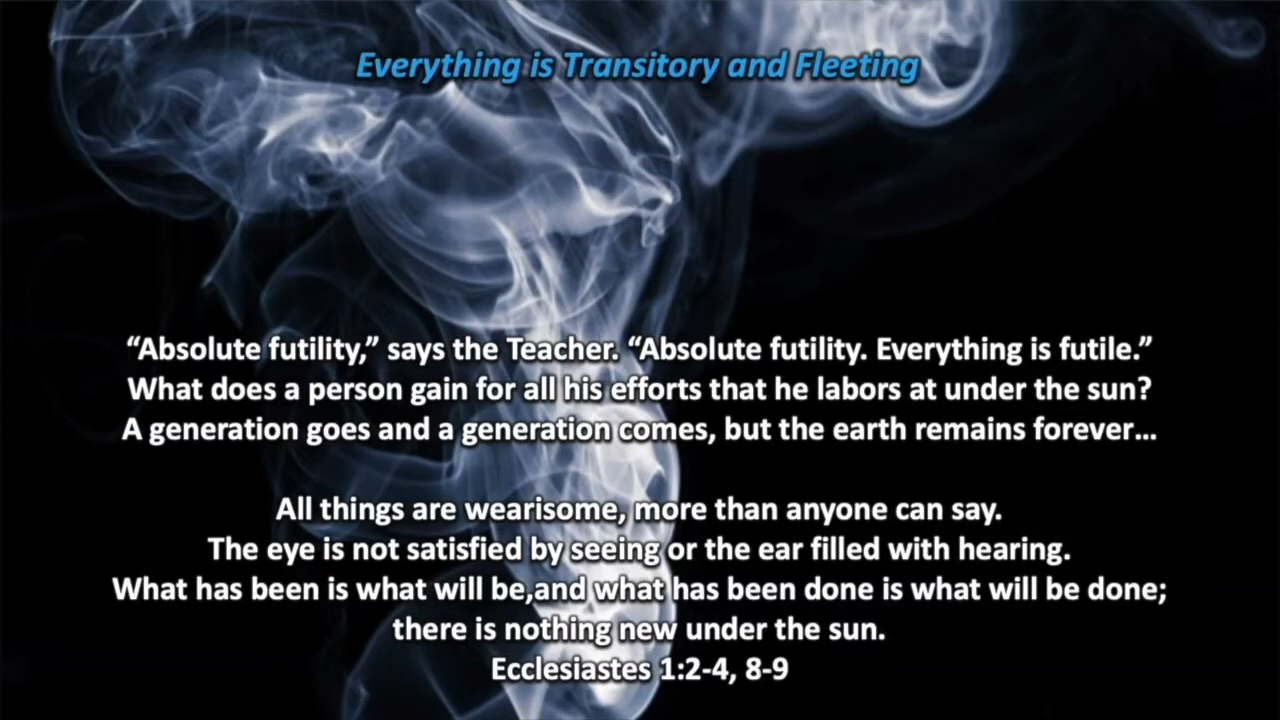 Everything is Transitory and Fleeting
“Absolute futility,” says the Teacher. “Absolute futility. Everything is futile.”
What does a person gain for all his efforts that he labors at under the sun?
A generation goes and a generation comes, but the earth remains forever…
All things are wearisome, more than anyone can say.
The eye is not satisfied by seeing or the ear filled with hearing.
What has been is what will be,and what has been done is what will be done;
there is nothing new under the sun.
Ecclesiastes 1:2-4, 8-9